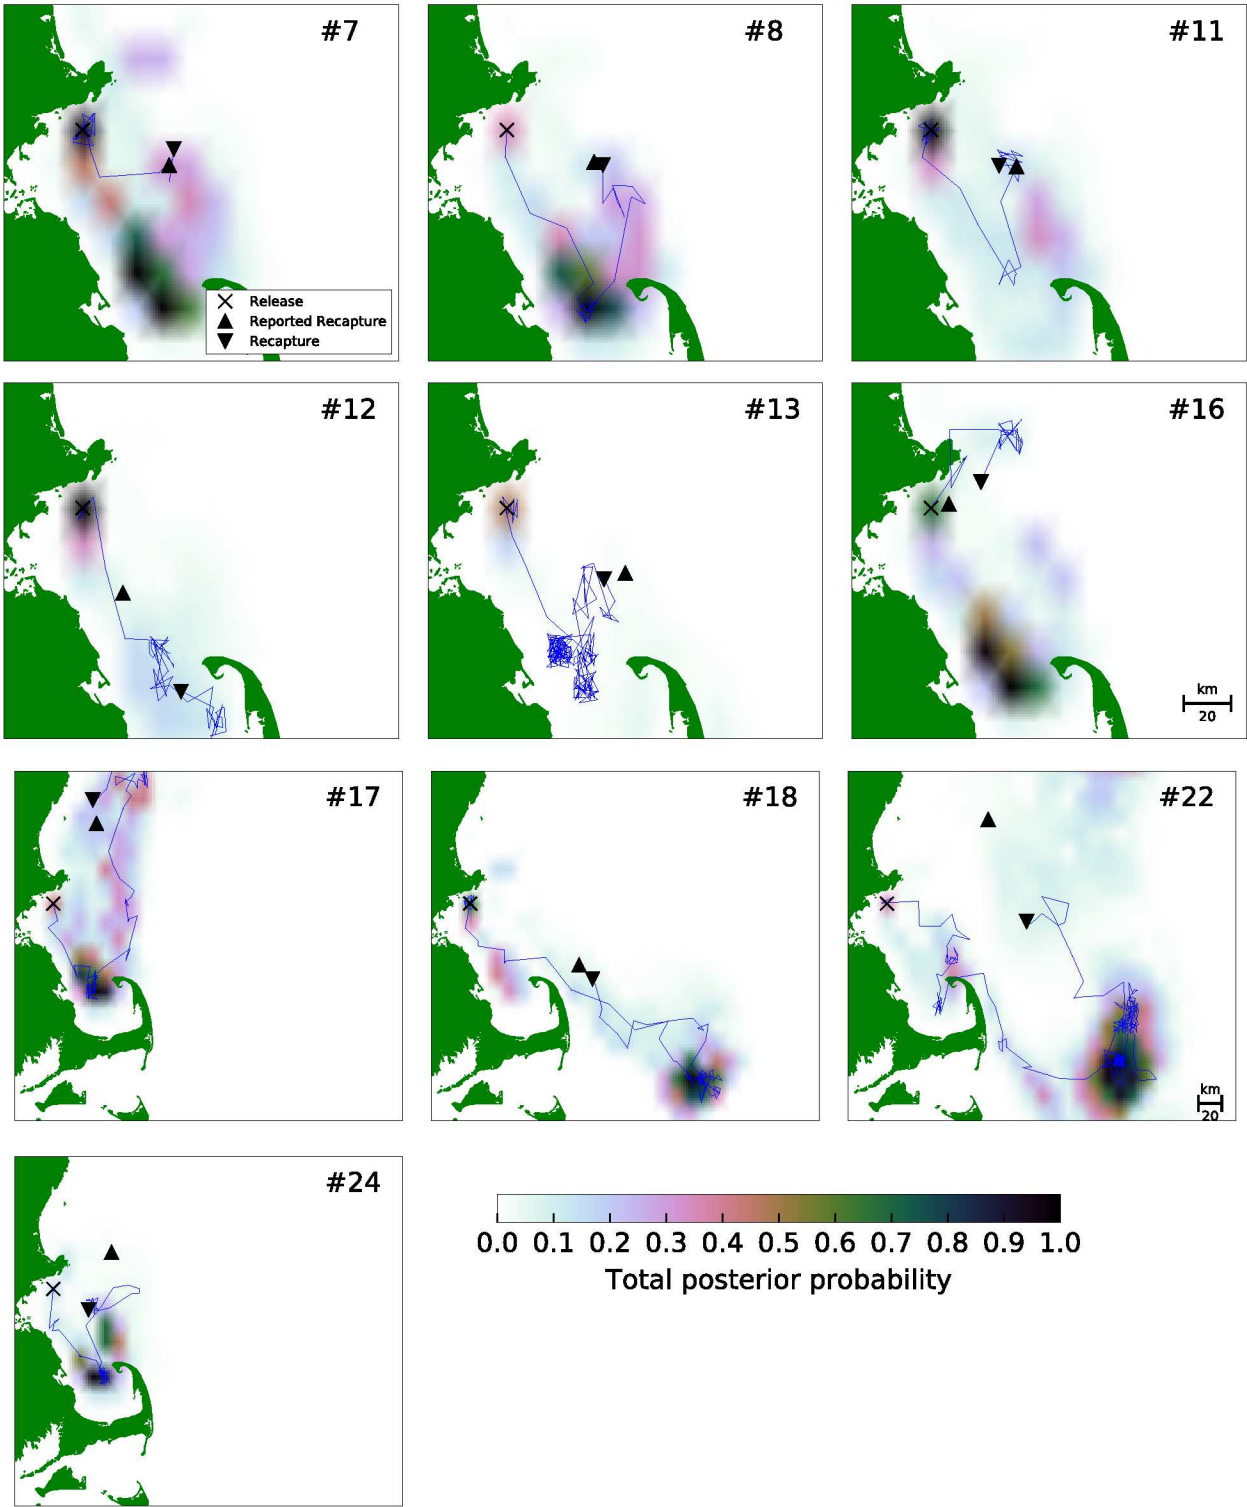 #7
#8
#11
Release
Reported Recapture
Recapture
#12
#13
#16
km
20
#17
#18
#22
km
20
#24
0.0 0.1 0.2 0.3 0.4 0.5 0.6 0.7 0.8 0.9 1.0
Total posterior probability